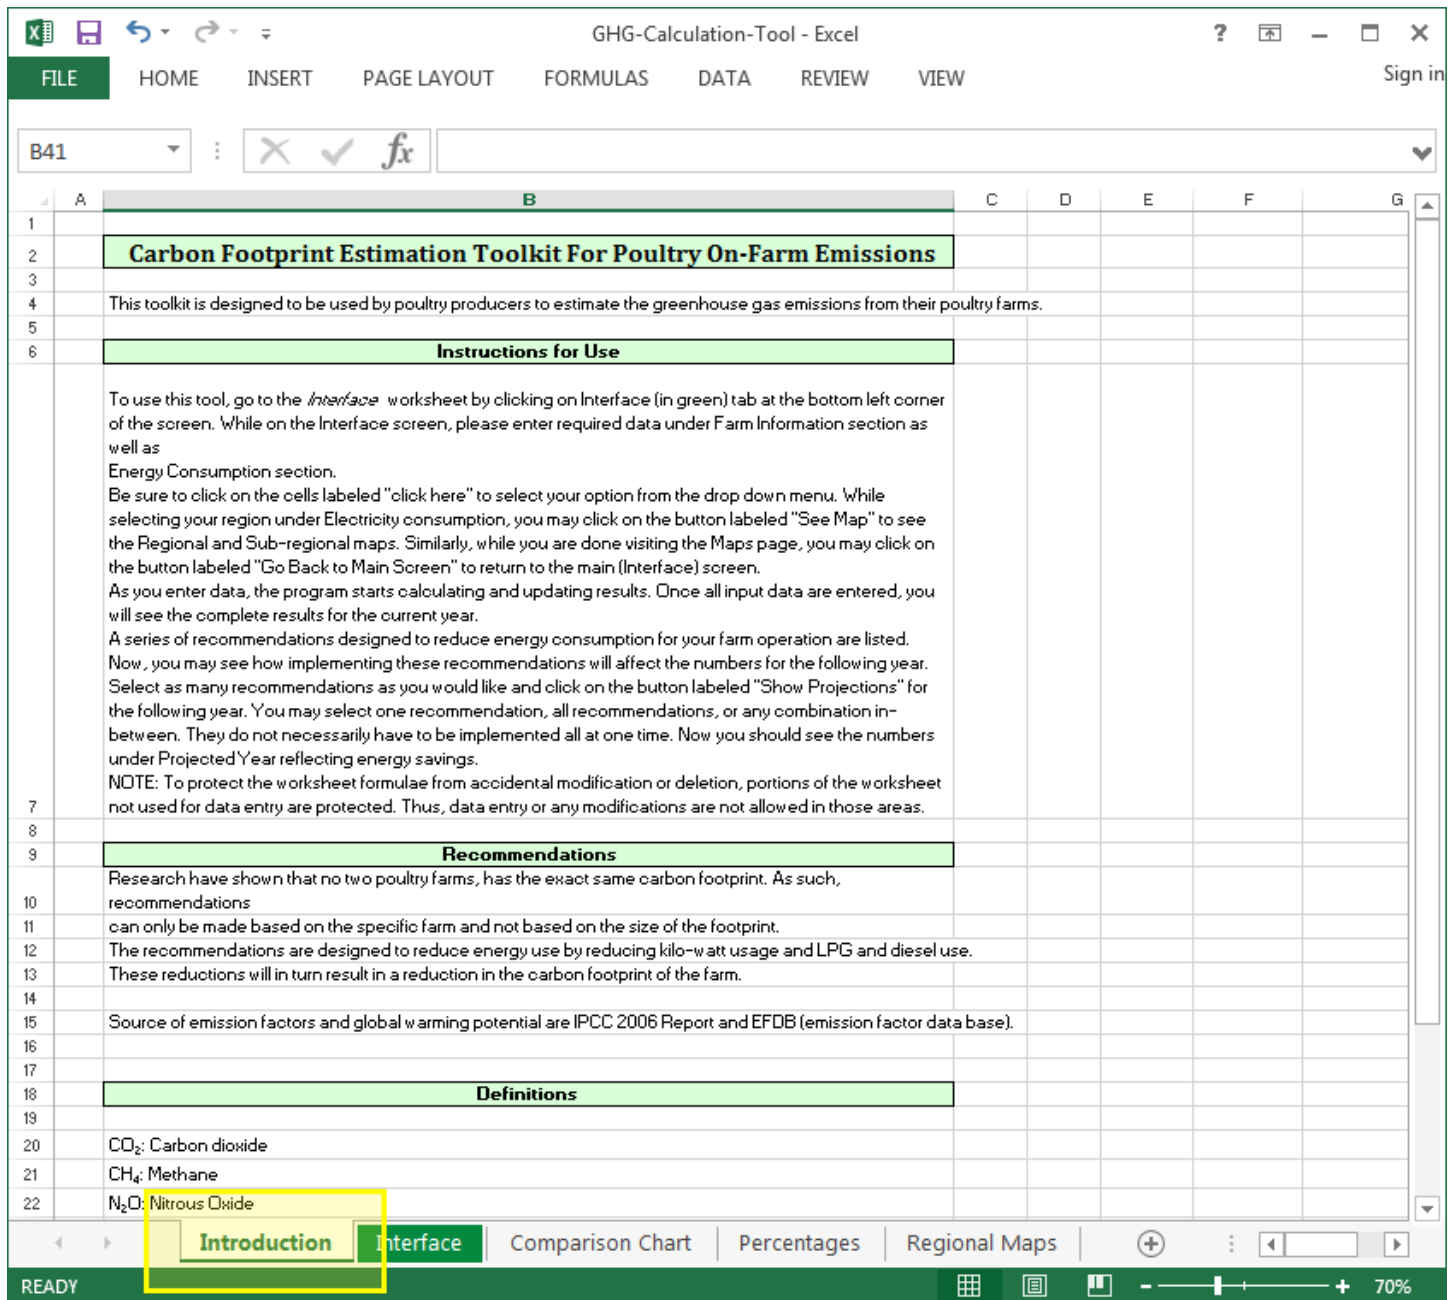 GHG-Calculation-Tool - Excel
?
FILE HOME INSERT PAGE LAYOUT FORMULAS DATA REVIEW VIEW Sign in
B41 fx
A B C D E F G
1
2 Carbon Footprint Estimation Toolkit For Poultry On-Farm Emissions
3
4 This toolkit is designed to be used by poultry producers to estimate the greenhouse gas emissions from their poultry farms.
5
6 Instructions for Use
To use this tool, go to the Interface worksheet by clicking on Interface (in green) tab at the bottom left corner
of the screen. While on the Interface screen, please enter required data under Farm Information section as
well as
Energy Consumption section.
Be sure to click on the cells labeled "click here" to select your option from the drop down menu. While
selecting your region under Electricity consumption, you may click on the button labeled "See Map" to see
the Regional and Sub-regional maps. Similarly, while you are done visiting the Maps page, you may click on
the button labeled "Go Back to Main Screen" to return to the main (Interface) screen.
As you enter data, the program starts calculating and updating results. Once all input data are entered, you
will see the complete results for the current year.
A series of recommendations designed to reduce energy consumption for your farm operation are listed.
Now, you may see how implementing these recommendations will affect the numbers for the following year.
Select as many recommendations as you would like and click on the button labeled "Show Projections" for
the following year. You may select one recommendation, all recommendations, or any combination in-
between. They do not necessarily have to be implemented all at one time. Now you should see the numbers
under Projected Year reflecting energy savings.
NOTE: To protect the worksheet formulae from accidental modification or deletion, portions of the worksheet
7 not used for data entry are protected. Thus, data entry or any modifications are not allowed in those areas.
8
9 Recommendations
Research have shown that no two poultry farms, has the exact same carbon footprint. As such,
10 recommendations
11 can only be made based on the specific farm and not based on the size of the footprint.
12 The recommendations are designed to reduce energy use by reducing kilo-watt usage and LPG and diesel use.
13 These reductions will in turn result in a reduction in the carbon footprint of the farm.
14
15 Source of emission factors and global warming potential are IPCC 2006 Report and EFDB (emission factor data base).
16
17
18 Definitions
19
20 CO₂: Carbon dioxide
21 CH₄: Methane
22 N₂O: Nitrous Oxide
Introduction Interface Comparison Chart Percentages Regional Maps
READY 70%